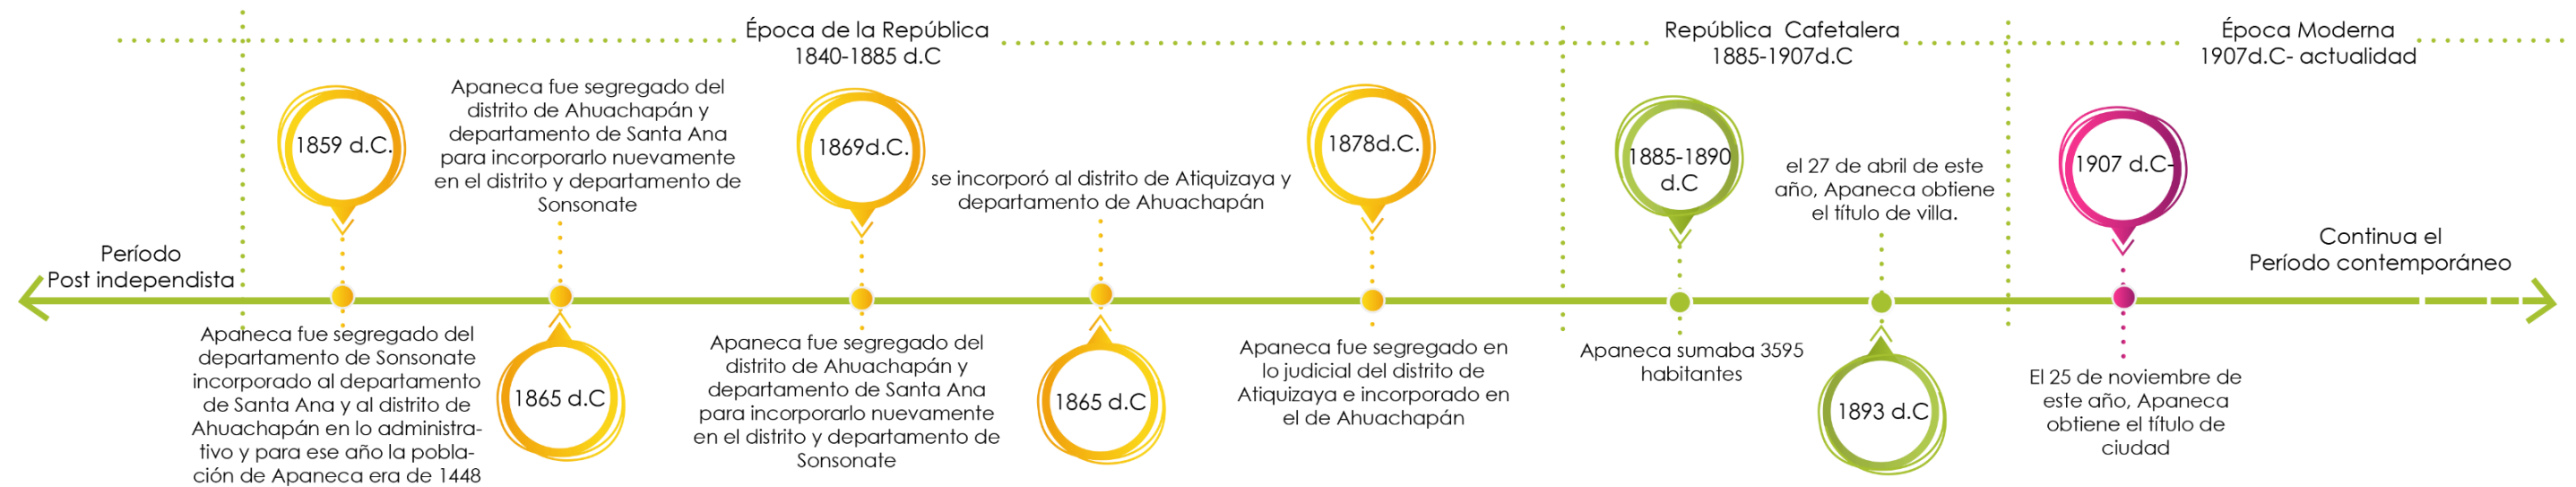 Época de la República
1840-1885 d.C
República Cafetalera
1885-1907d.C
Época Moderna
1907d.C- actualidad
Período
Post independista
1859 d.C.
Apaneca fue segregado del
departamento de Sonsonate
incorporado al departamento
de Santa Ana y al distrito de
Ahuachapán en lo administra-
tivo y para ese año la pobla-
ción de Apaneca era de 1448
Apaneca fue segregado del
distrito de Ahuachapán y
departamento de Santa Ana
para incorporarlo nuevamente
en el distrito y departamento de
Sonsonate
1865 d.C
1869d.C.
Apaneca fue segregado del
distrito de Ahuachapán y
departamento de Santa Ana
para incorporarlo nuevamente
en el distrito y departamento de
Sonsonate
se incorporó al distrito de Atiquizaya y
departamento de Ahuachapán
1865 d.C
1878d.C.
Apaneca fue segregado en
lo judicial del distrito de
Atiquizaya e incorporado en
el de Ahuachapán
1885-1890
d.C
Apaneca sumaba 3595
habitantes
el 27 de abril de este
año, Apaneca obtiene
el título de villa.
1893 d.C
1907 d.C-
El 25 de noviembre de
este año, Apaneca
obtiene el título de
ciudad
Continua el
Período contemporáneo